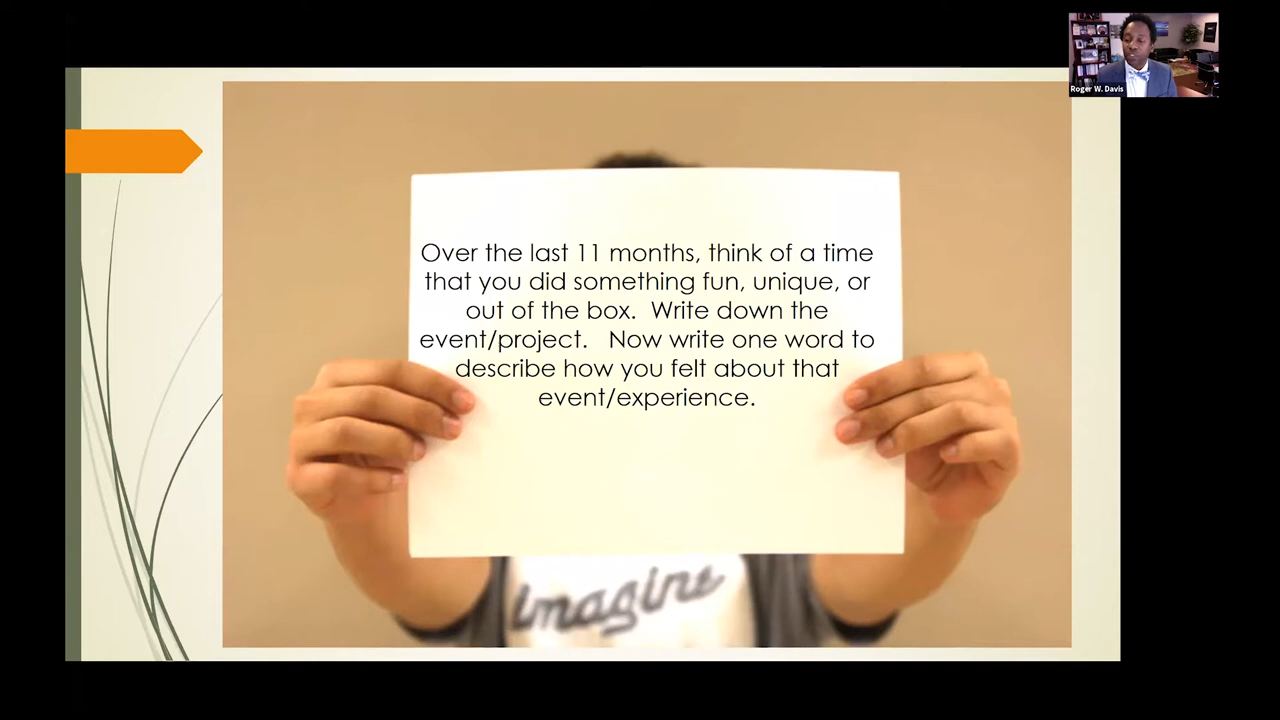 Roger W. Davis
Over the last 11 months, think of a time
that you did something fun, unique, or
out of the box.  Write down the
event/project.   Now write one word to
describe how you felt about that
event/experience.
imagine